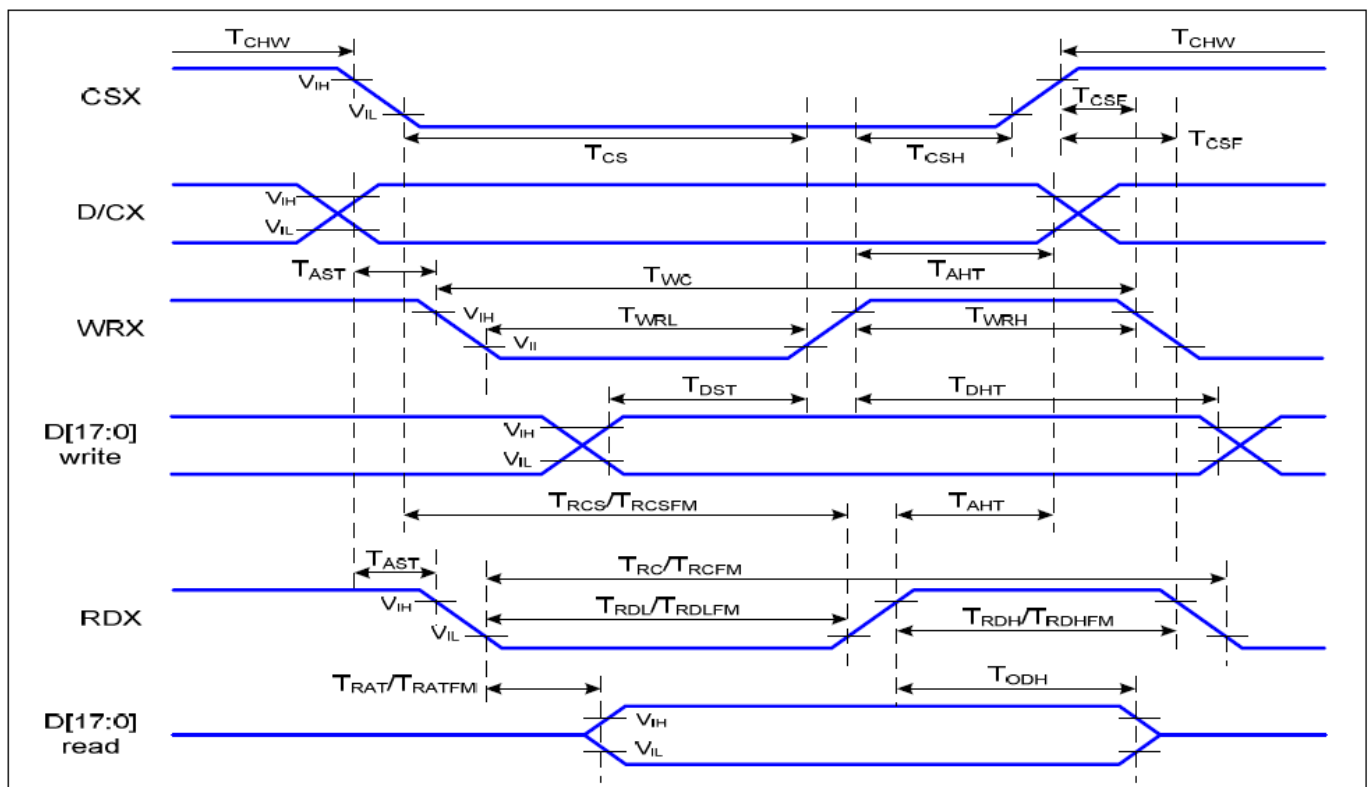 TCHW TCHW
CSX VIH
VIL
TCSF
TCS TCSH TCSF
D/CX VIH
VIL
TAST TWC TAHT
WRX VIH TWRL TWRH
VIL
TDST TDHT
D[17:0] VIH
write VIL
TRCS/TRCSFM TAHT
TAST TRC/TRCFM
RDX VIH TRDL/TRDLFM TRDH/TRDHFM
VIL
TRAT/TRATFM TODH
D[17:0] VIH
read VIL